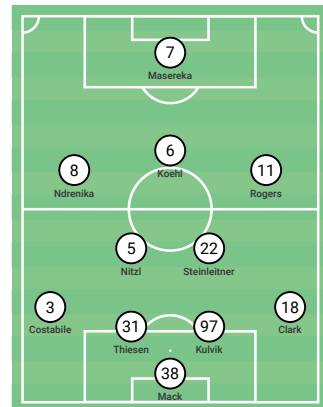 7
Masereka
6
Koehl
8
Ndrenika
11
Rogers
5
Nitzl
22
Steinleitner
3
Costabile
18
Clark
31
Thiesen
97
Kulvik
38
Mack